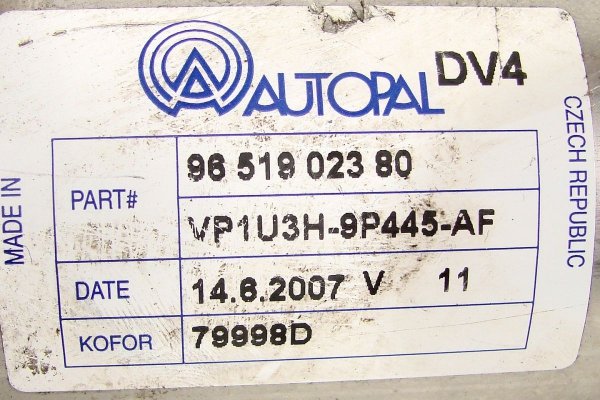 AUTOPAL DV4
MADE IN
CZECH REPUBLIC
PART# 96 519 023 80
VP1U3H-9P445-AF
DATE 14.6.2007 V 11
KOFOR 79998D